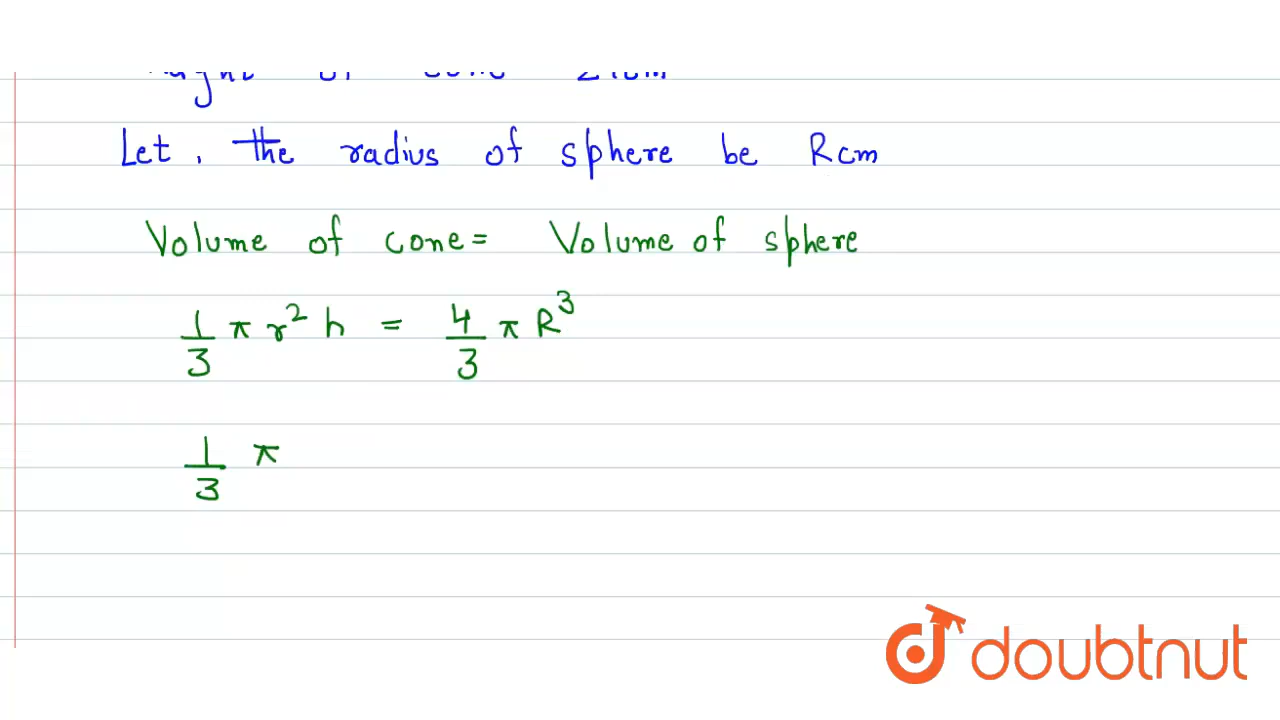 Let, the radius of sphere be R cm
Volume of cone = Volume of sphere
1/3 π r² h = 4/3 π R³
1/3 π
doubtnut